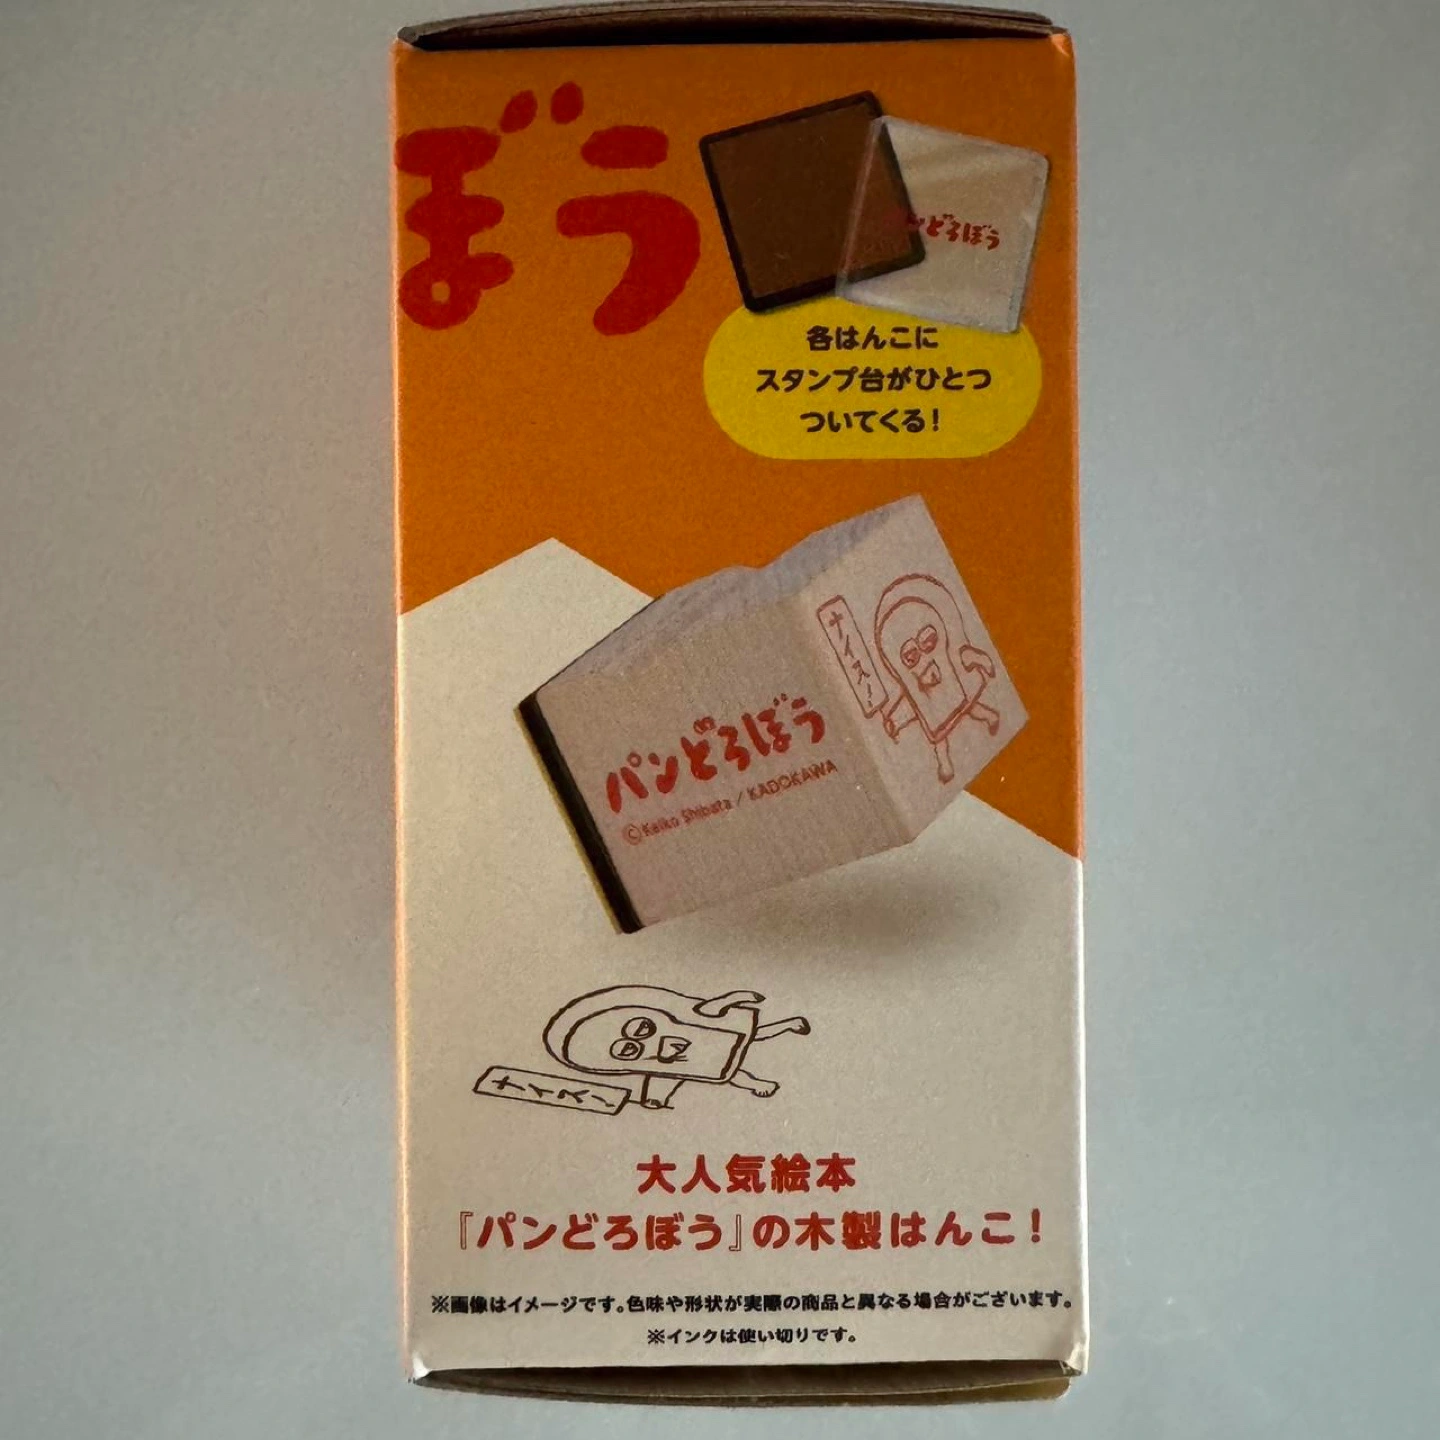 ぼう
パンどろぼう
各はんこに
スタンプ台がひとつ
ついてくる!
ナイス!
パンどろぼう
©Keiko Shibata / KADOKAWA
ナイス!
大人気絵本
『パンどろぼう』の木製はんこ!
※画像はイメージです。色味や形状が実際の商品と異なる場合がございます。
※インクは使い切りです。